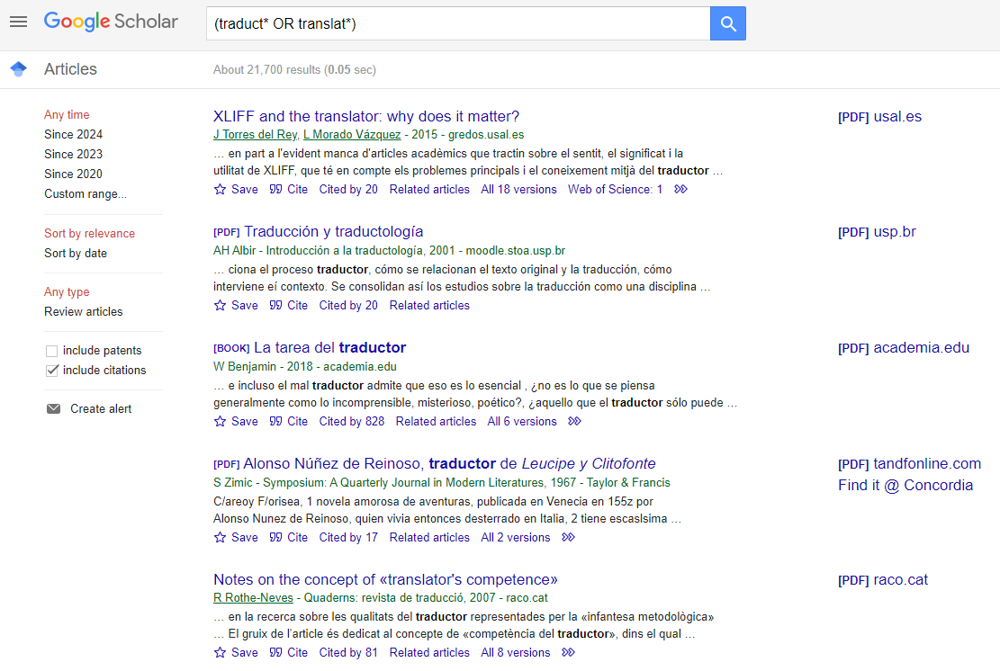 Google Scholar
(traduct* OR translat*)
Articles
About 21,700 results (0.05 sec)
Any time
Since 2024
Since 2023
Since 2020
Custom range...
Sort by relevance
Sort by date
Any type
Review articles
include patents
include citations
Create alert
XLIFF and the translator: why does it matter?
J Torres del Rey, L Morado Vázquez - 2015 - gredos.usal.es
… en part a l'evident manca d'articles acadèmics que tractin sobre el sentit, el significat i la
utilitat de XLIFF, que té en compte els problemes principals i el coneixement mitjà del traductor …
Save Cite Cited by 20 Related articles All 18 versions Web of Science: 1
[PDF] usal.es
[PDF] Traducción y traductología
AH Albir - Introducción a la traductología, 2001 - moodle.stoa.usp.br
… ciona el proceso traductor, cómo se relacionan el texto original y la traducción, cómo
interviene eí contexto. Se consolidan así los estudios sobre la traducción como una disciplina …
Save Cite Cited by 20 Related articles
[PDF] usp.br
[BOOK] La tarea del traductor
W Benjamin - 2018 - academia.edu
… e incluso el mal traductor admite que eso es lo esencial , ¿no es lo que se piensa
generalmente como lo incomprensible, misterioso, poético?, ¿aquello que el traductor sólo puede …
Save Cite Cited by 828 Related articles All 6 versions
[PDF] academia.edu
[PDF] Alonso Núñez de Reinoso, traductor de Leucipe y Clitofonte
S Zimic - Symposium: A Quarterly Journal in Modern Literatures, 1967 - Taylor & Francis
C/areoy F/orisea, 1 novela amorosa de aventuras, publicada en Venecia en 155z por
Alonso Nunez de Reinoso, quien vivia entonces desterrado en Italia, 2 tiene escaslsima …
Save Cite Cited by 17 Related articles All 2 versions
[PDF] tandfonline.com
Find it @ Concordia
Notes on the concept of «translator's competence»
R Rothe-Neves - Quaderns: revista de traducció, 2007 - raco.cat
… en la recerca sobre les qualitats del traductor representades per la «infantesa metodològica»
… El gruix de l'article és dedicat al concepte de «competència del traductor», dins el qual …
Save Cite Cited by 81 Related articles All 8 versions
[PDF] raco.cat